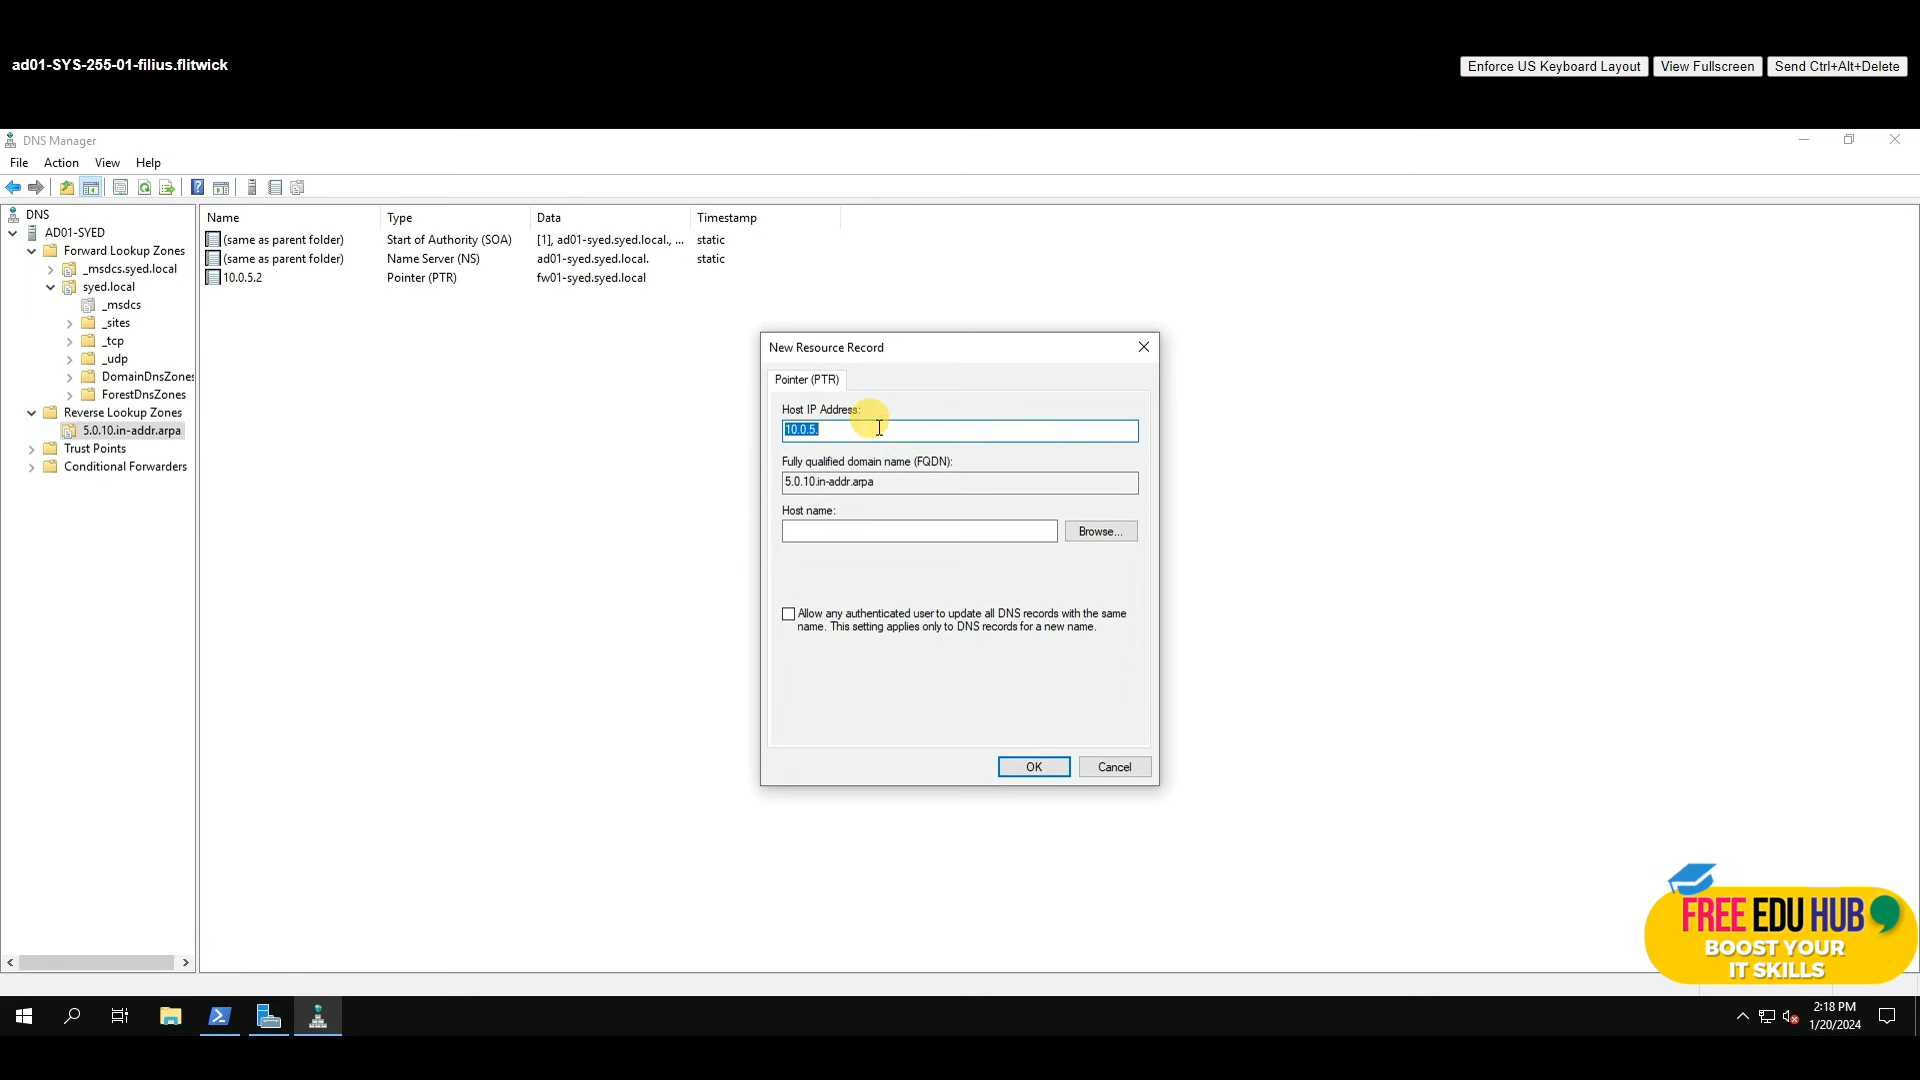 ad01-SYS-255-01-filius.flitwick
Enforce US Keyboard Layout
View Fullscreen
Send Ctrl+Alt+Delete
DNS Manager
File Action View Help
DNS
AD01-SYED
Forward Lookup Zones
_msdcs.syed.local
syed.local
_msdcs
_sites
_tcp
_udp
DomainDnsZones
ForestDnsZones
Reverse Lookup Zones
5.0.10.in-addr.arpa
Trust Points
Conditional Forwarders
Name Type Data Timestamp
(same as parent folder) Start of Authority (SOA) [1], ad01-syed.syed.local., ... static
(same as parent folder) Name Server (NS) ad01-syed.syed.local. static
10.0.5.2 Pointer (PTR) fw01-syed.syed.local
New Resource Record
Pointer (PTR)
Host IP Address:
10.0.5.
Fully qualified domain name (FQDN):
5.0.10.in-addr.arpa
Host name:
Browse...
Allow any authenticated user to update all DNS records with the same
name. This setting applies only to DNS records for a new name.
OK
Cancel
FREE EDU HUB
BOOST YOUR
IT SKILLS
2:18 PM
1/20/2024